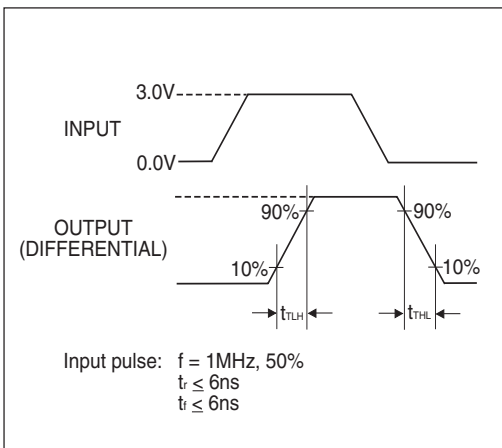 3.0V
INPUT
0.0V
OUTPUT
(DIFFERENTIAL)
90%
90%
10%
10%
tTLH
tTHL
Input pulse: f = 1MHz, 50%
tr ≤ 6ns
tf ≤ 6ns